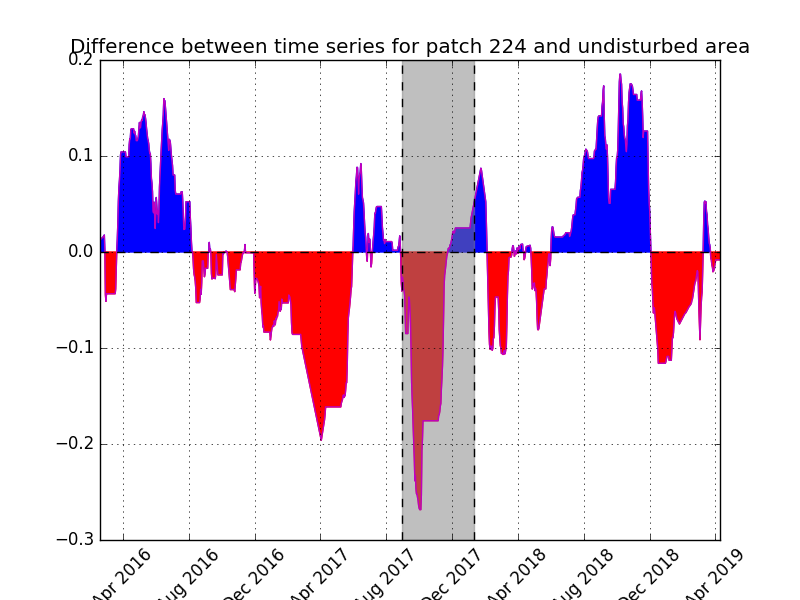 Difference between time series for patch 224 and undisturbed area
0.2
0.1
0.0
−0.1
−0.2
−0.3
Apr 2016
Aug 2016
Dec 2016
Apr 2017
Aug 2017
Dec 2017
Apr 2018
Aug 2018
Dec 2018
Apr 2019